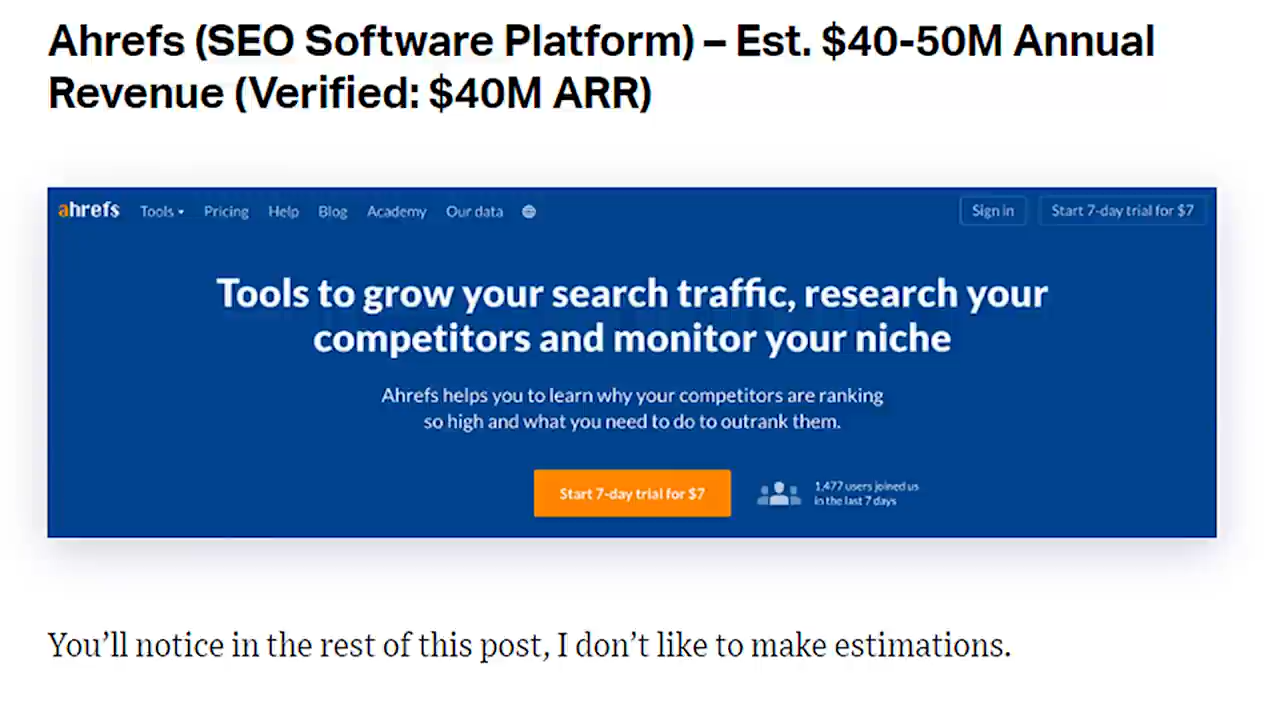 Ahrefs (SEO Software Platform) – Est. $40-50M Annual
Revenue (Verified: $40M ARR)
ahrefs Tools Pricing Help Blog Academy Our data Sign in Start 7-day trial for $7
Tools to grow your search traffic, research your
competitors and monitor your niche
Ahrefs helps you to learn why your competitors are ranking
so high and what you need to do to outrank them.
Start 7-day trial for $7
1,477 users joined us
in the last 7 days
You’ll notice in the rest of this post, I don’t like to make estimations.